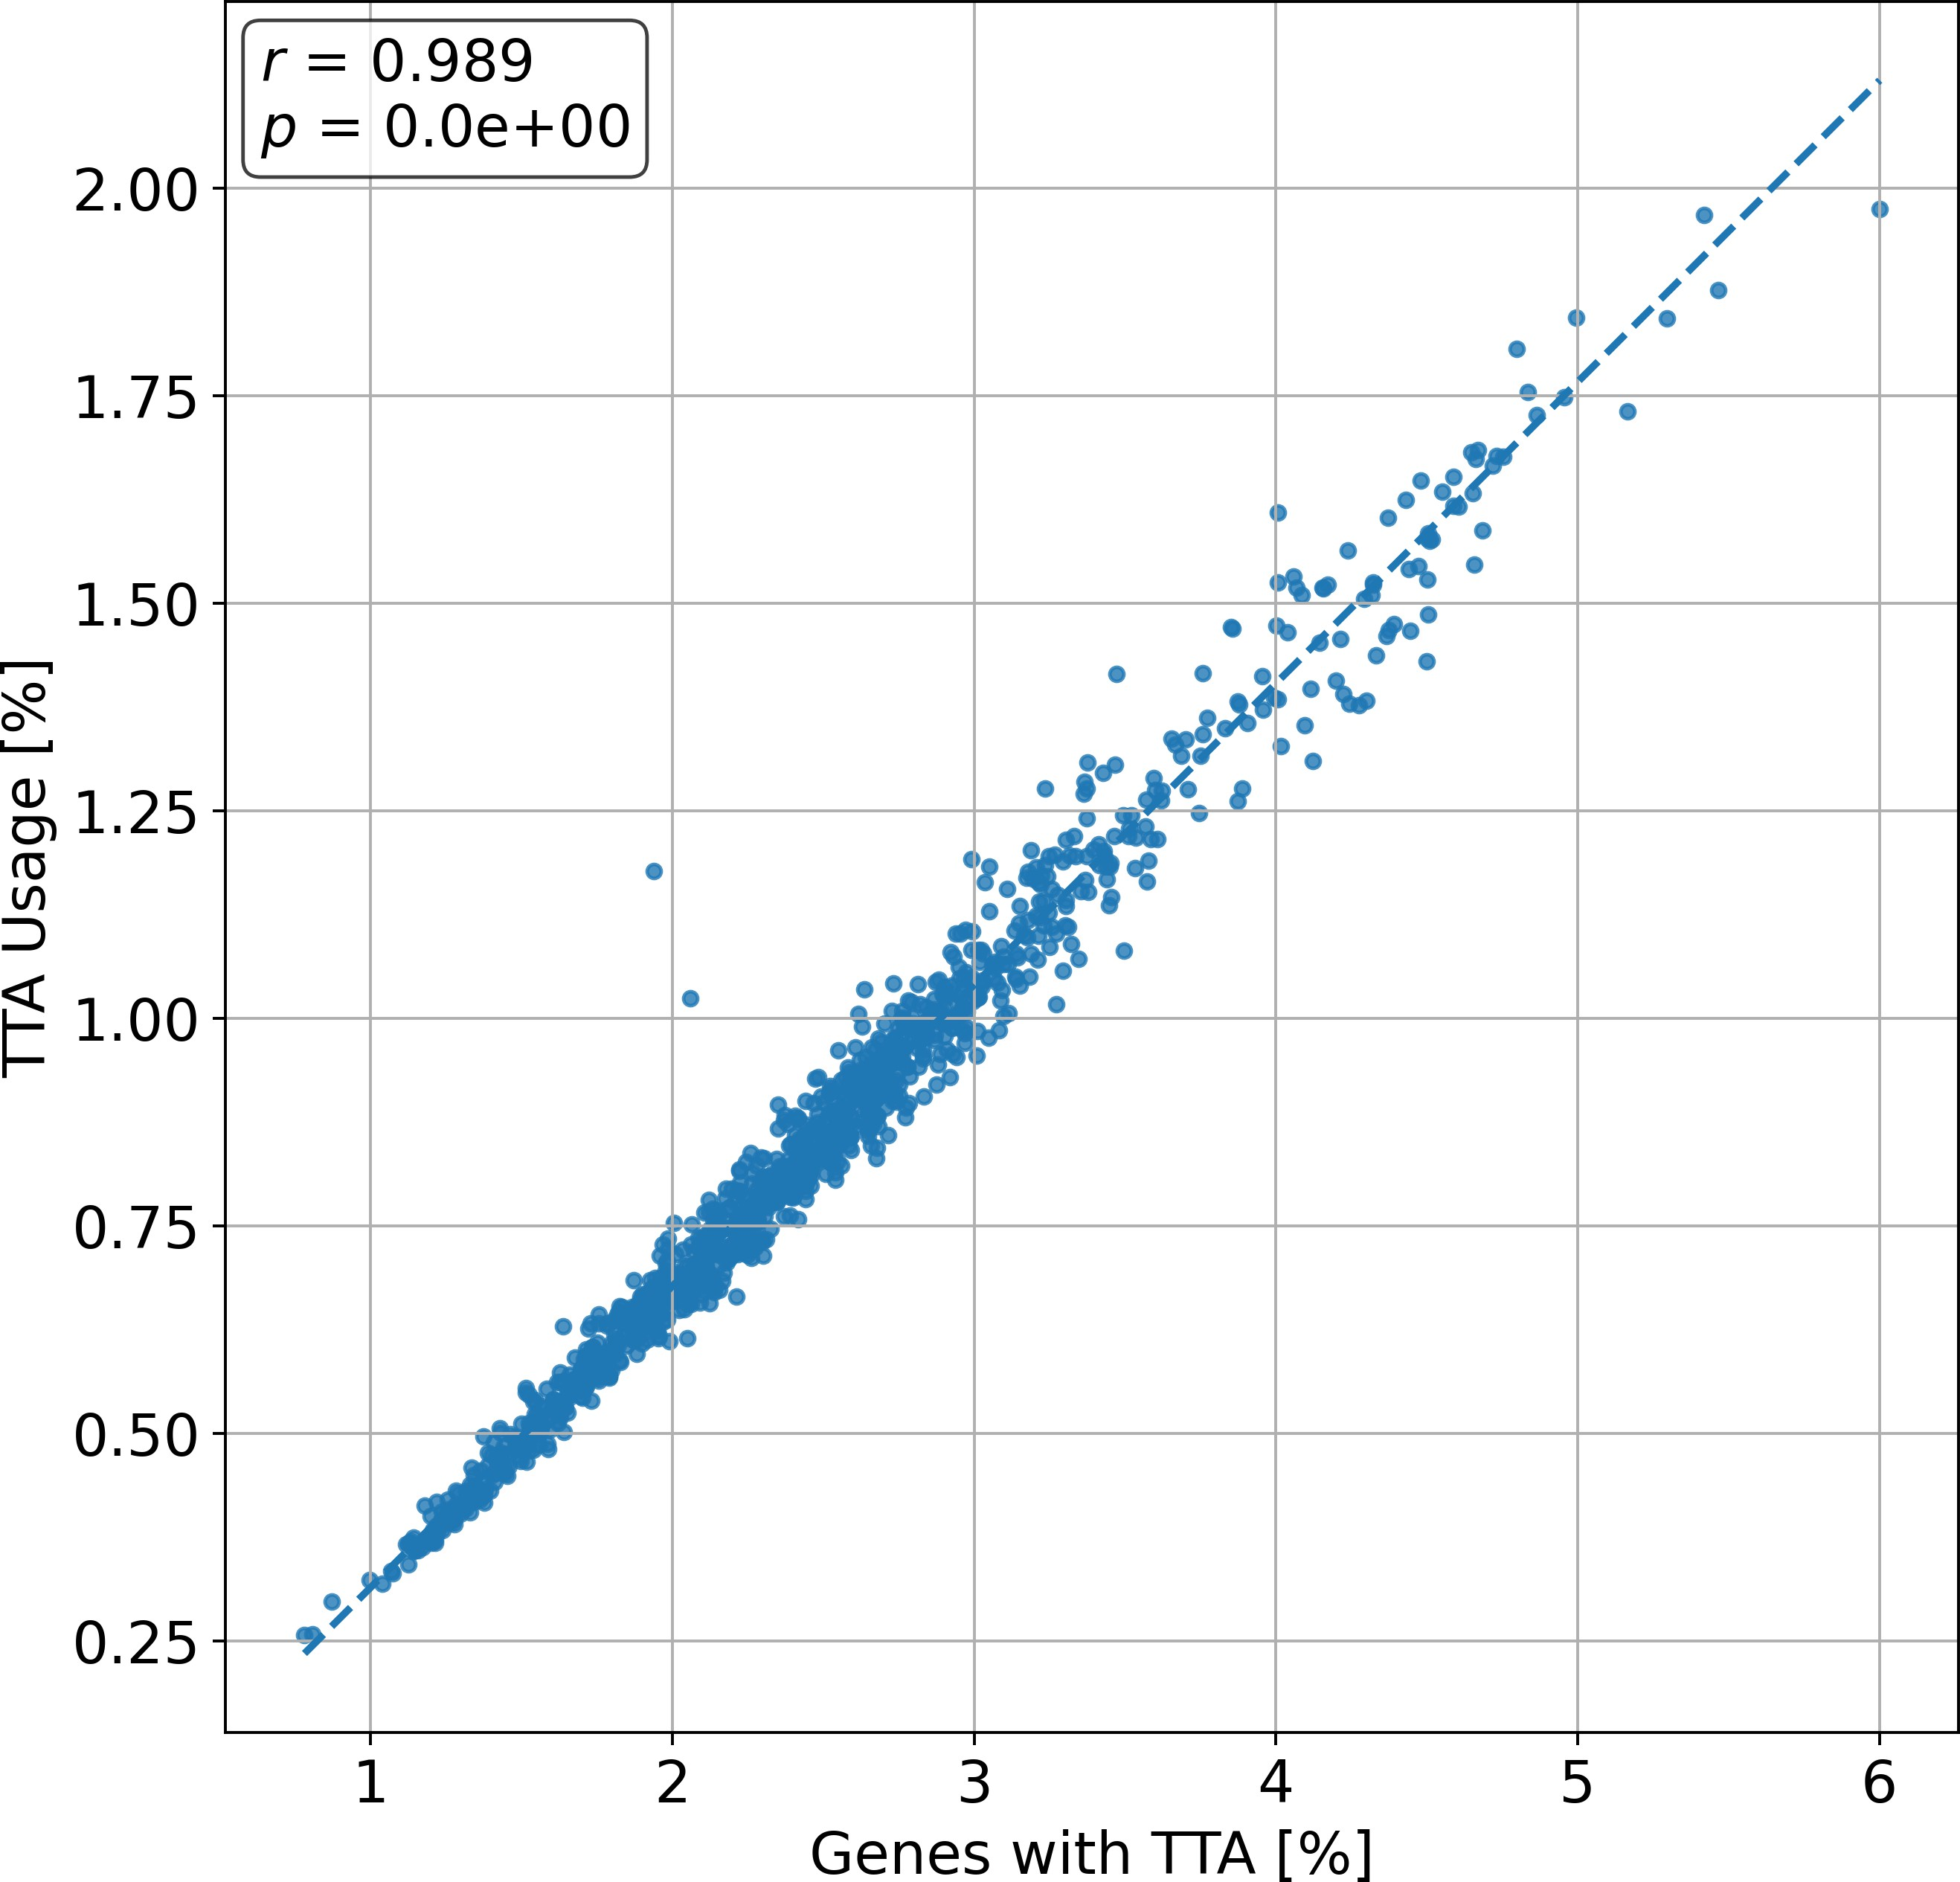 r = 0.989
p = 0.0e+00
2.00
1.75
1.50
1.25
1.00
0.75
0.50
0.25
TTA Usage [%]
1 2 3 4 5 6
Genes with TTA [%]